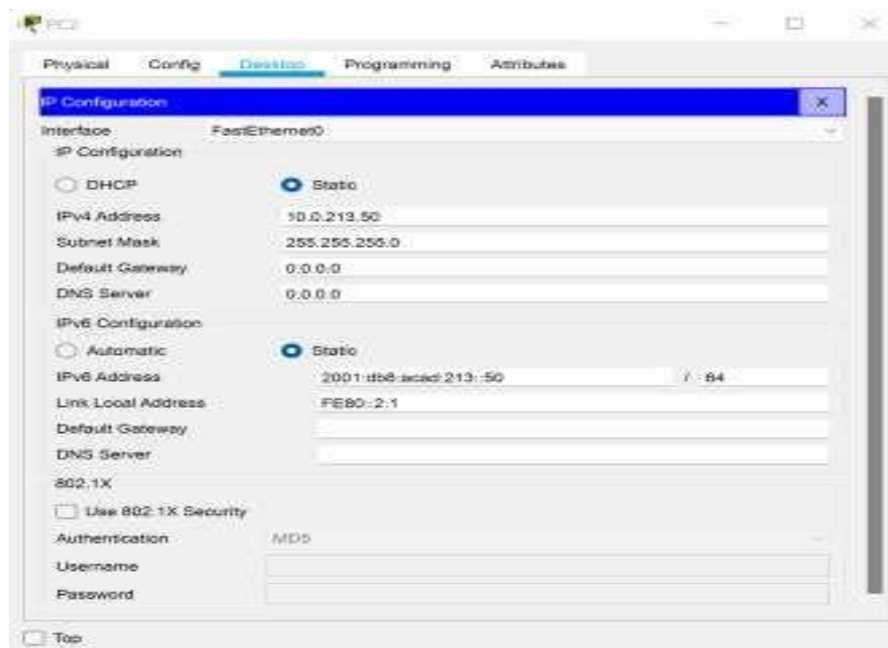 PC2
Physical Config Desktop Programming Attributes
IP Configuration X
Interface FastEthernet0
IP Configuration
DHCP Static
IPv4 Address 10.0.213.50
Subnet Mask 255.255.255.0
Default Gateway 0.0.0.0
DNS Server 0.0.0.0
IPv6 Configuration
Automatic Static
IPv6 Address 2001:db8:acad:213::50 / 64
Link Local Address FE80::2:1
Default Gateway
DNS Server
802.1X
Use 802.1X Security
Authentication MD5
Username
Password
Top